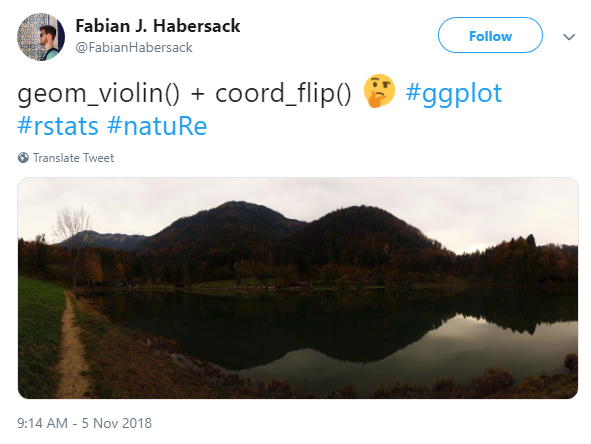 Fabian J. Habersack
@FabianHabersack
Follow
geom_violin() + coord_flip() 🤔 #ggplot
#rstats #natuRe
Translate Tweet
9:14 AM - 5 Nov 2018